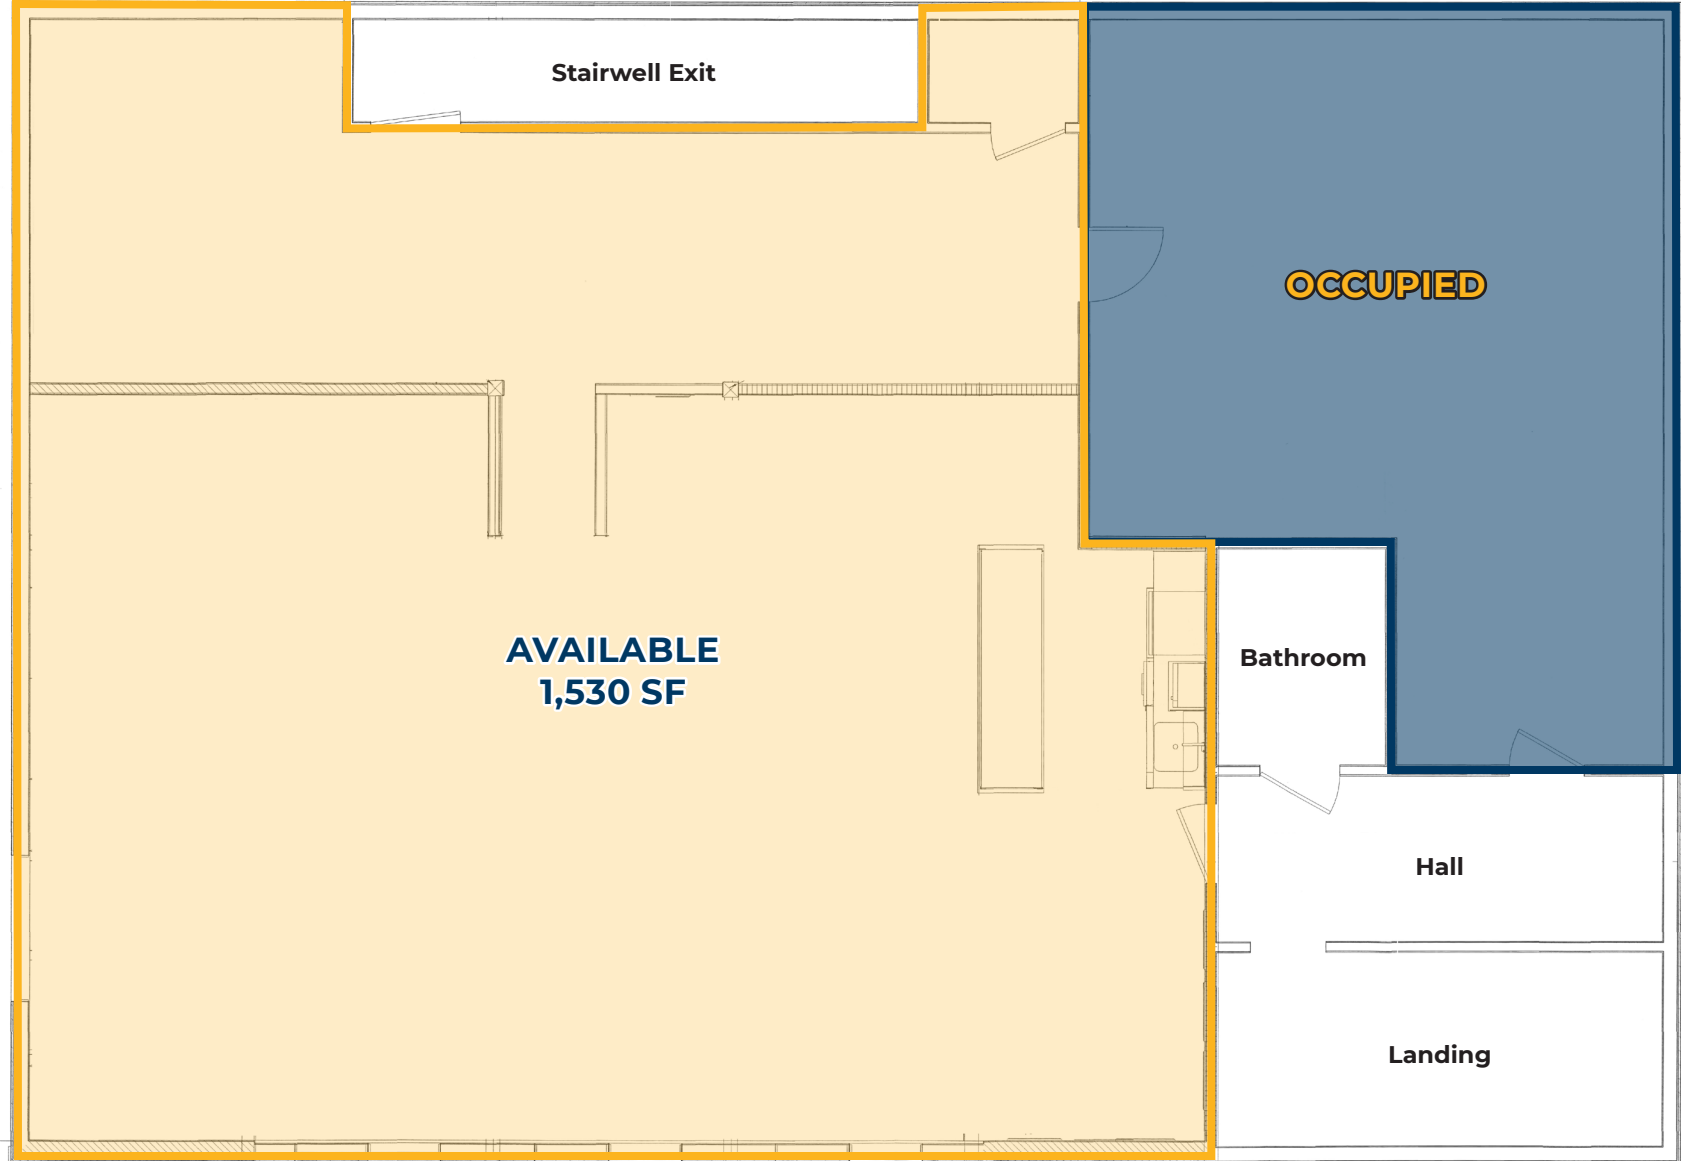 Stairwell Exit
OCCUPIED
AVAILABLE
1,530 SF
Bathroom
Hall
Landing